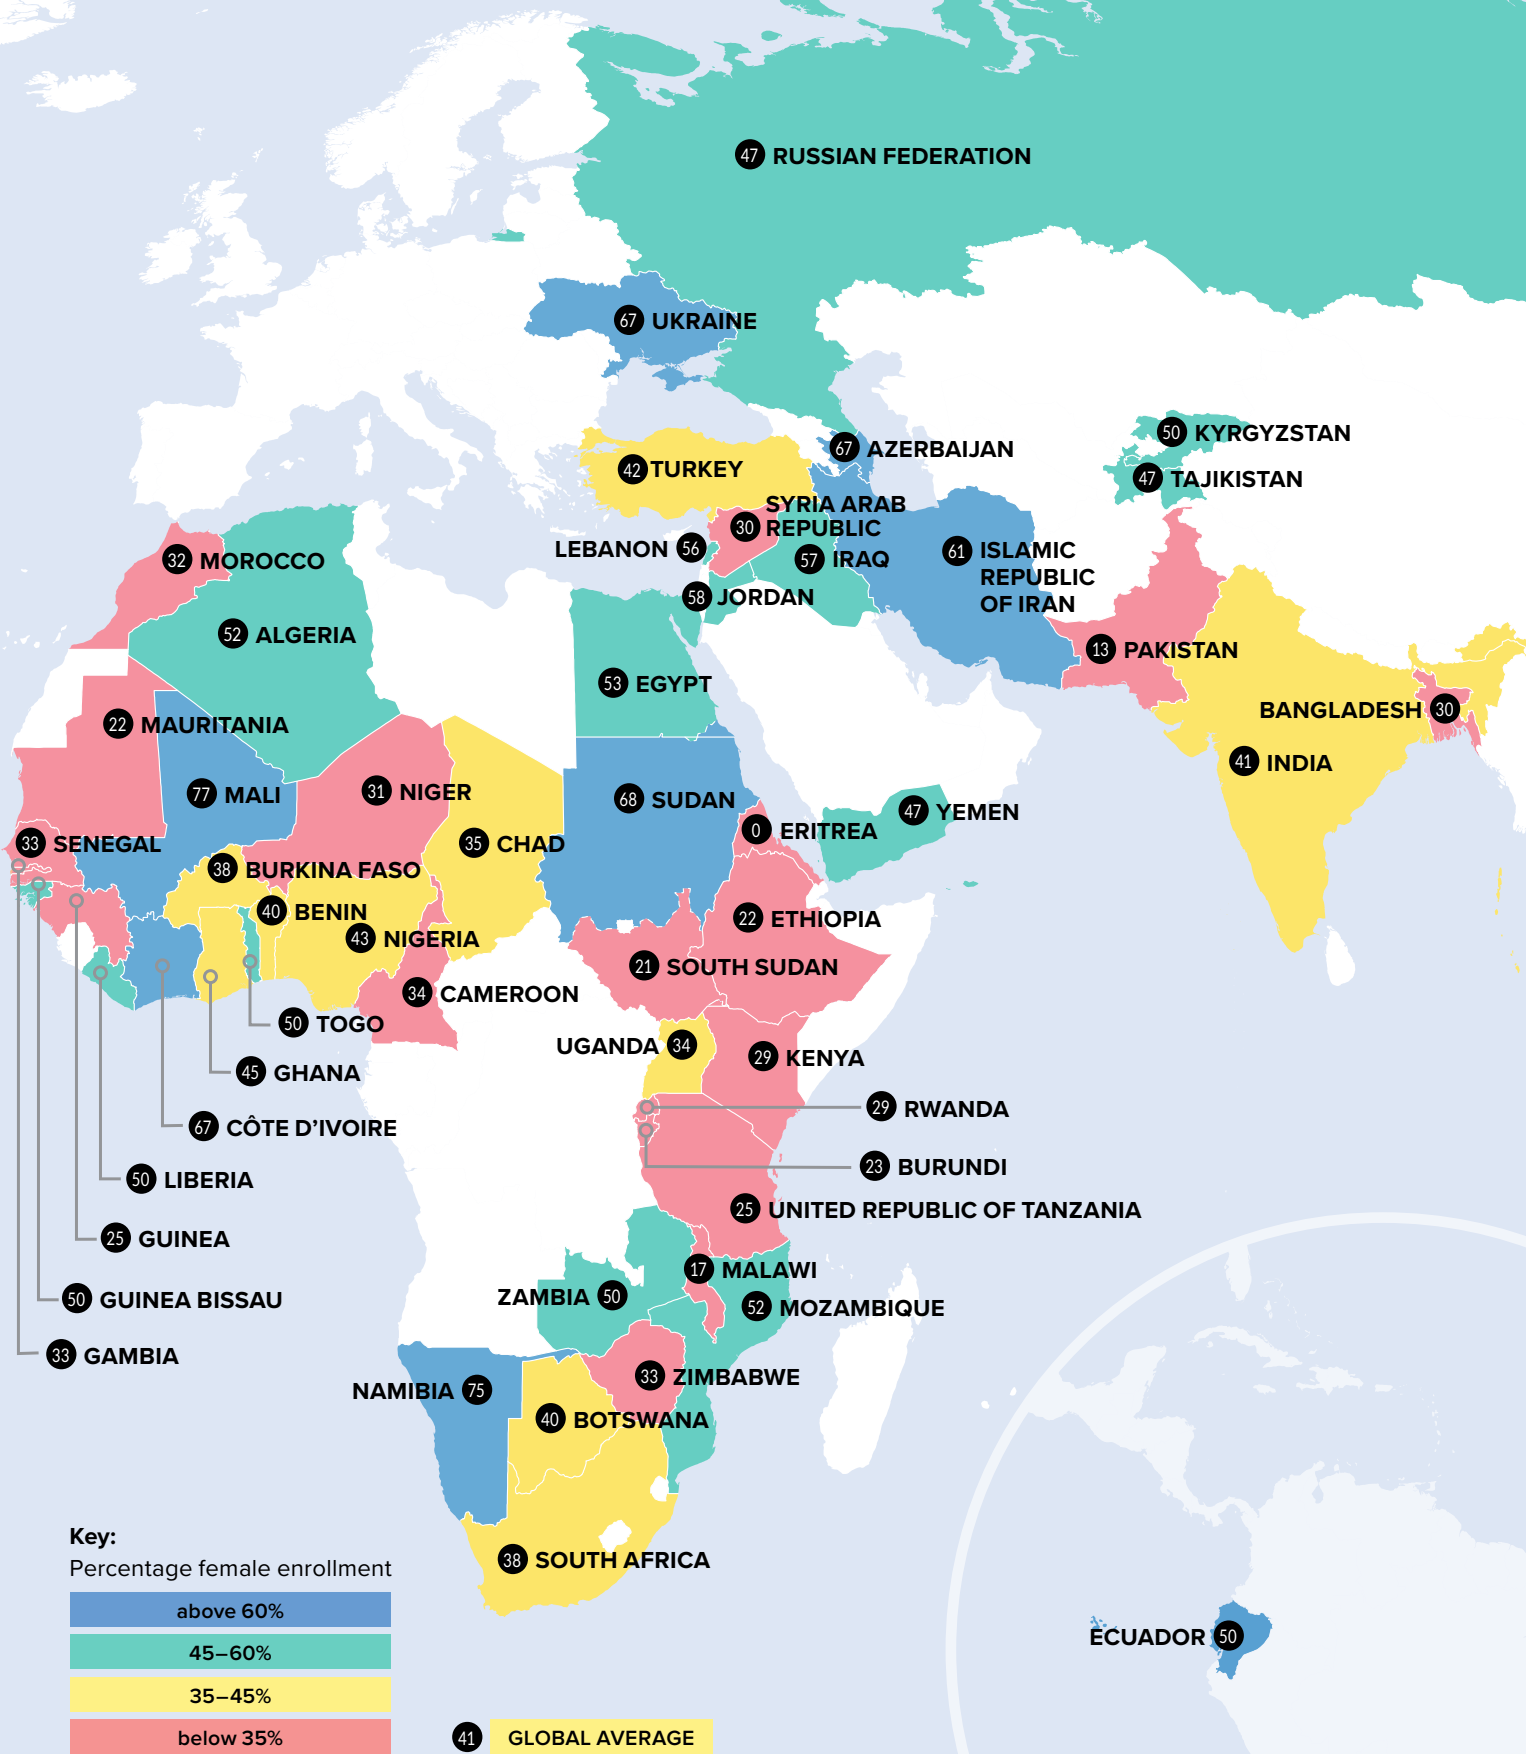 47 RUSSIAN FEDERATION
67 UKRAINE
50 KYRGYZSTAN
67 AZERBAIJAN
42 TURKEY
47 TAJIKISTAN
SYRIA ARAB
30 REPUBLIC
LEBANON 56
61 ISLAMIC
REPUBLIC
OF IRAN
32 MOROCCO
57 IRAQ
58 JORDAN
52 ALGERIA
13 PAKISTAN
53 EGYPT
BANGLADESH 30
22 MAURITANIA
41 INDIA
77 MALI
31 NIGER
68 SUDAN
47 YEMEN
0 ERITREA
33 SENEGAL
35 CHAD
38 BURKINA FASO
40 BENIN
22 ETHIOPIA
43 NIGERIA
21 SOUTH SUDAN
34 CAMEROON
50 TOGO
UGANDA 34
29 KENYA
45 GHANA
29 RWANDA
67 CÔTE D’IVOIRE
23 BURUNDI
50 LIBERIA
25 UNITED REPUBLIC OF TANZANIA
25 GUINEA
17 MALAWI
ZAMBIA 50
50 GUINEA BISSAU
52 MOZAMBIQUE
33 GAMBIA
33 ZIMBABWE
NAMIBIA 75
40 BOTSWANA
38 SOUTH AFRICA
ECUADOR 50
Key:
Percentage female enrollment
above 60%
45–60%
35–45%
below 35%
41 GLOBAL AVERAGE